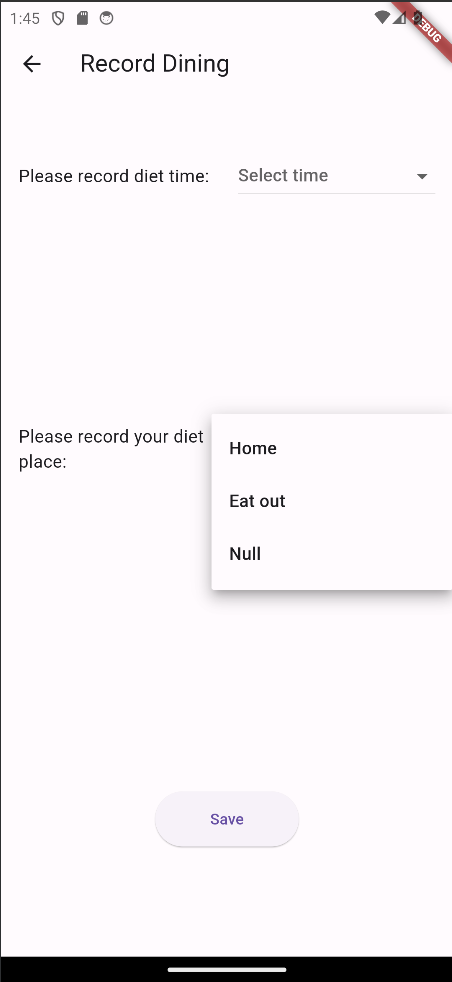 1:45
DEBUG
Record Dining
Please record diet time:
Select time
Please record your diet
place:
Home
Eat out
Null
Save